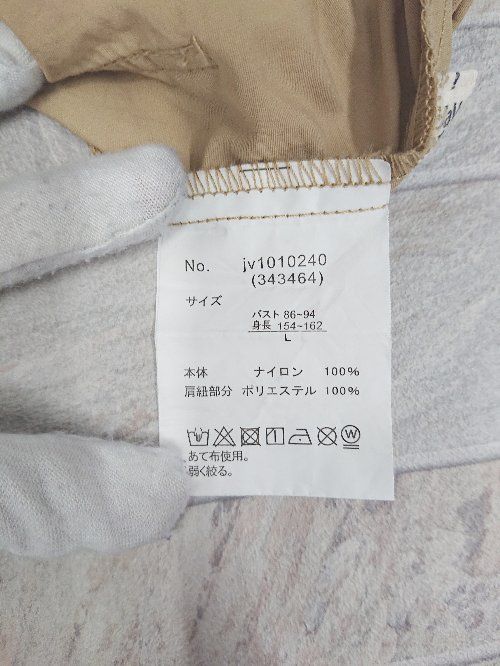 No. jv1010240
(343464)
サイズ
バスト 86~94
身長 154~162
L
本体 ナイロン 100%
肩紐部分 ポリエステル 100%
W
あて布使用。
弱く絞る。